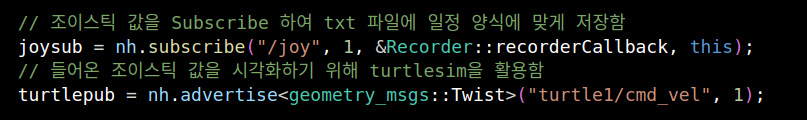 // 조이스틱 값을 Subscribe 하여 txt 파일에 일정 양식에 맞게 저장함
joysub = nh.subscribe("/joy", 1, &Recorder::recorderCallback, this);
// 들어온 조이스틱 값을 시각화하기 위해 turtlesim을 활용함
turtlepub = nh.advertise<geometry_msgs::Twist>("turtle1/cmd_vel", 1);